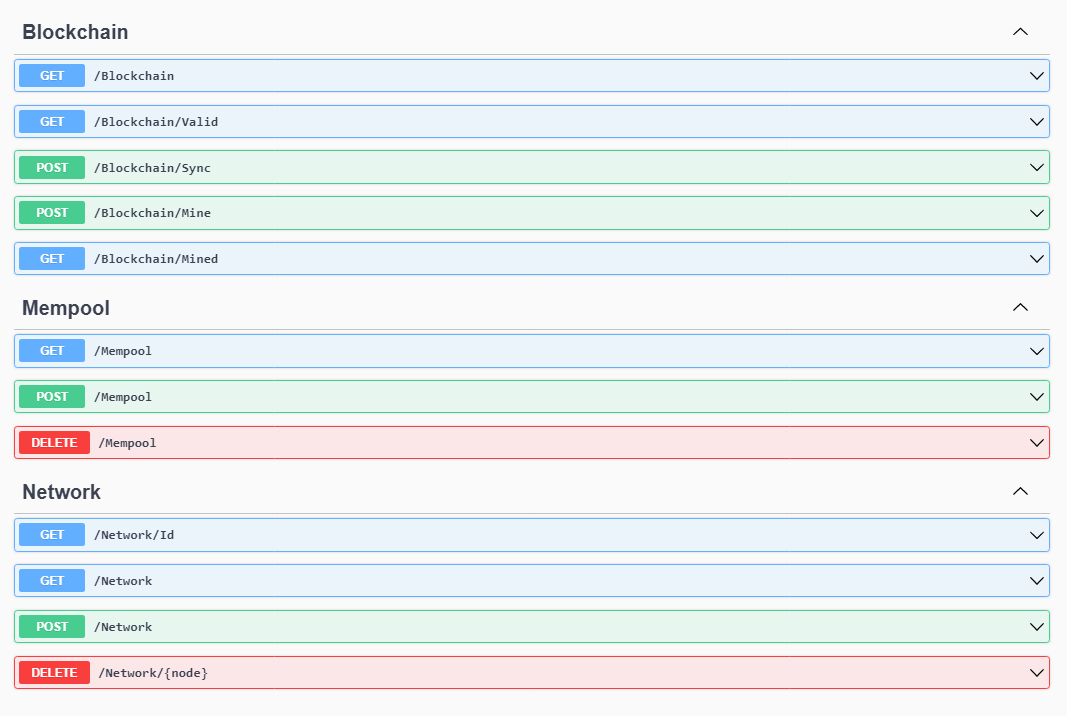 Blockchain
GET /Blockchain
GET /Blockchain/Valid
POST /Blockchain/Sync
POST /Blockchain/Mine
GET /Blockchain/Mined
Mempool
GET /Mempool
POST /Mempool
DELETE /Mempool
Network
GET /Network/Id
GET /Network
POST /Network
DELETE /Network/{node}